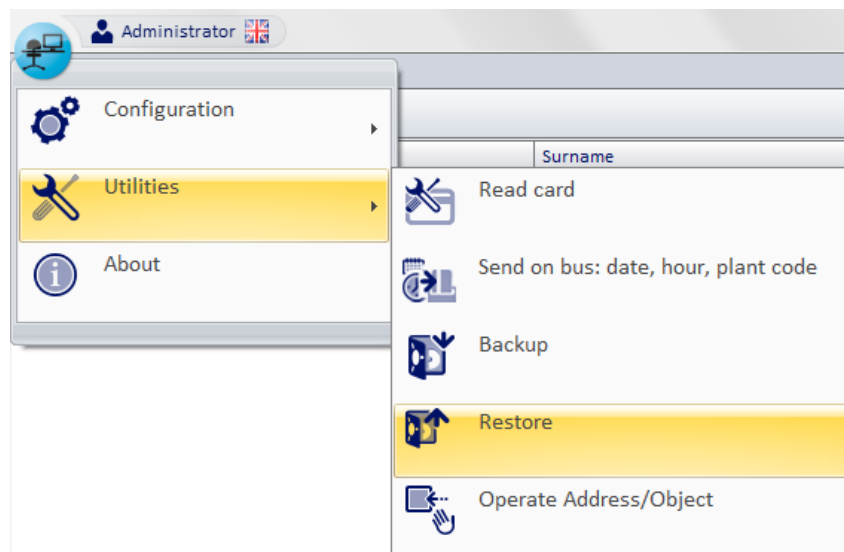 Administrator
Configuration
Surname
Utilities
Read card
About
Send on bus: date, hour, plant code
Backup
Restore
Operate Address/Object